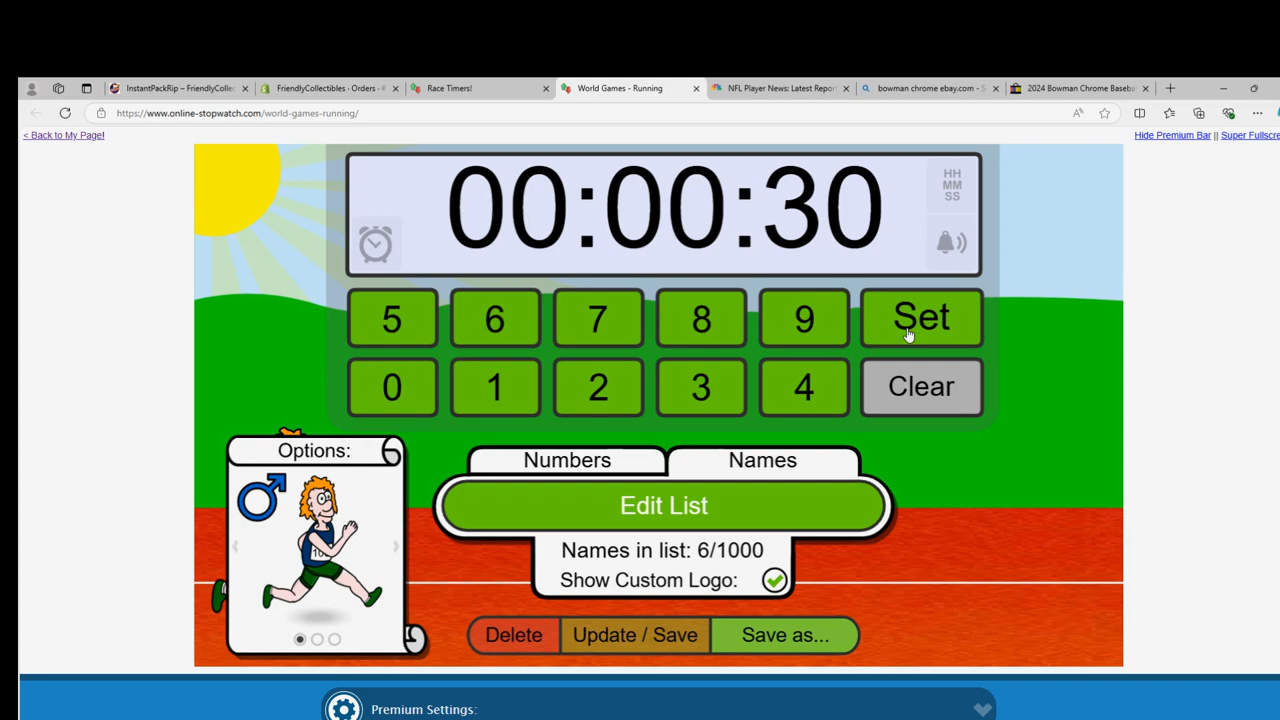 InstantPackRip – FriendlyCollec
FriendlyCollectibles · Orders · #
Race Timers!
World Games - Running
NFL Player News: Latest Report
bowman chrome ebay.com - S
2024 Bowman Chrome Baseba
https://www.online-stopwatch.com/world-games-running/
< Back to My Page!
Hide Premium Bar || Super Fullscre
00:00:30
HH
MM
SS
5 6 7 8 9 Set
0 1 2 3 4 Clear
Options:
Numbers Names
Edit List
Names in list: 6/1000
Show Custom Logo:
Delete Update / Save Save as...
Premium Settings: